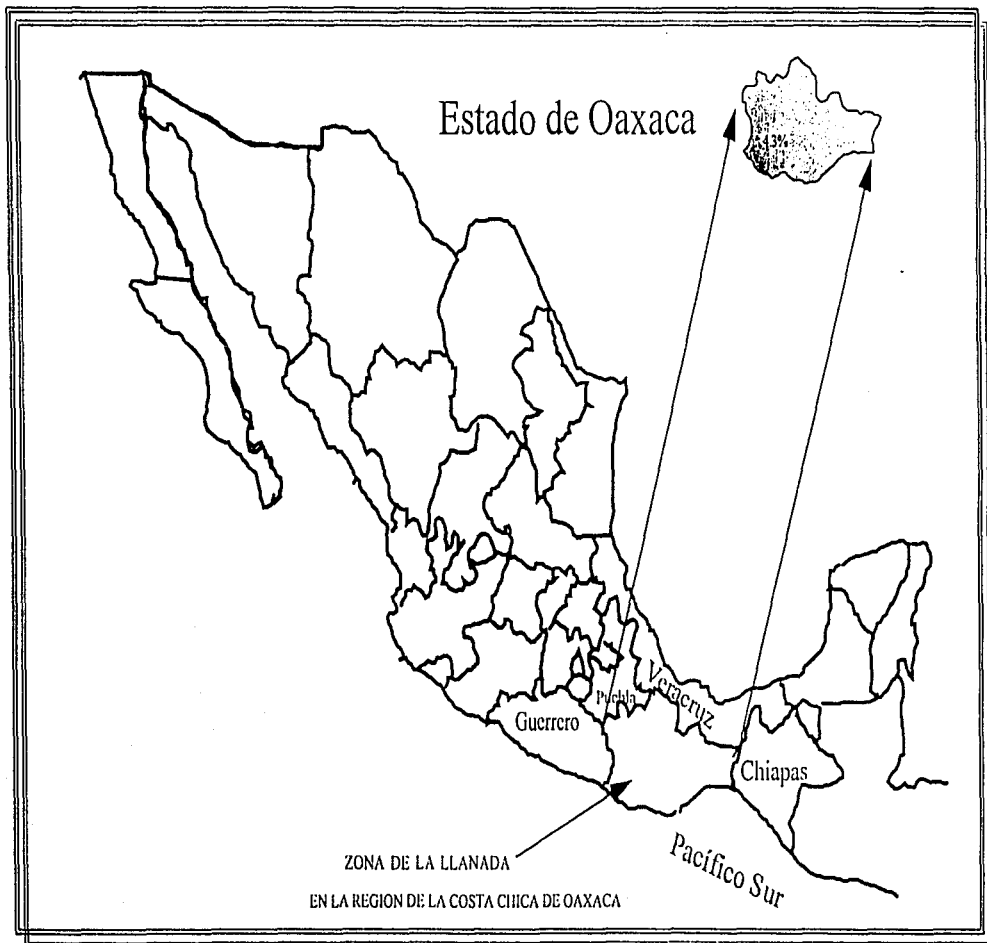 Estado de Oaxaca
Veracruz
Puebla
Guerrero
Chiapas
ZONA DE LA LLANADA
EN LA REGION DE LA COSTA CHICA DE OAXACA
Pacífico Sur